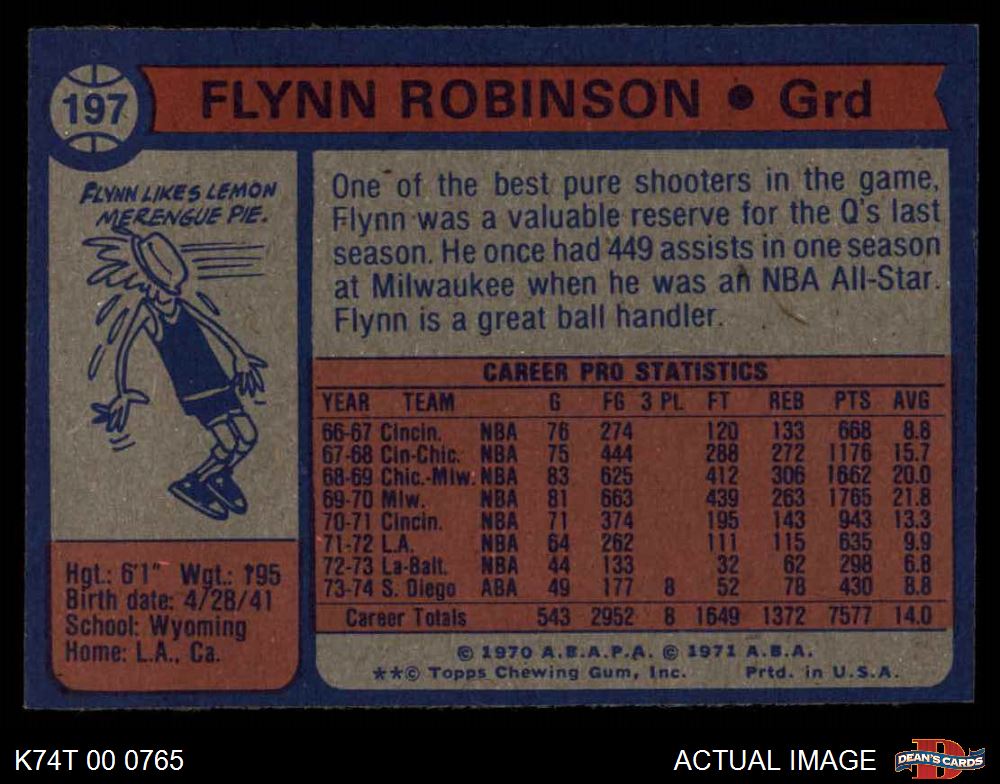 197
FLYNN ROBINSON • Grd
FLYNN LIKES LEMON
MERENGUE PIE.
One of the best pure shooters in the game,
Flynn was a valuable reserve for the Q's last
season. He once had 449 assists in one season
at Milwaukee when he was an NBA All-Star.
Flynn is a great ball handler.
CAREER PRO STATISTICS
YEAR TEAM G FG 3 PL FT REB PTS AVG
66-67 Cincin. NBA 76 274 120 133 668 8.8
67-68 Cin-Chic. NBA 75 444 288 272 1176 15.7
68-69 Chic.-Mlw. NBA 83 625 412 306 1662 20.0
69-70 Mlw. NBA 81 663 439 263 1765 21.8
70-71 Cincin. NBA 71 374 195 143 943 13.3
71-72 L.A. NBA 64 262 111 115 635 9.9
72-73 La-Balt. NBA 44 133 32 62 298 6.8
73-74 S. Diego ABA 49 177 8 52 78 430 8.8
Career Totals 543 2952 8 1649 1372 7577 14.0
Hgt.: 6'1" Wgt.: 195
Birth date: 4/28/41
School: Wyoming
Home: L.A., Ca.
© 1970 A.B.A.P.A. © 1971 A.B.A.
**© Topps Chewing Gum, Inc. Prtd. in U.S.A.
K74T 00 0765
ACTUAL IMAGE
D
DEAN'S CARDS